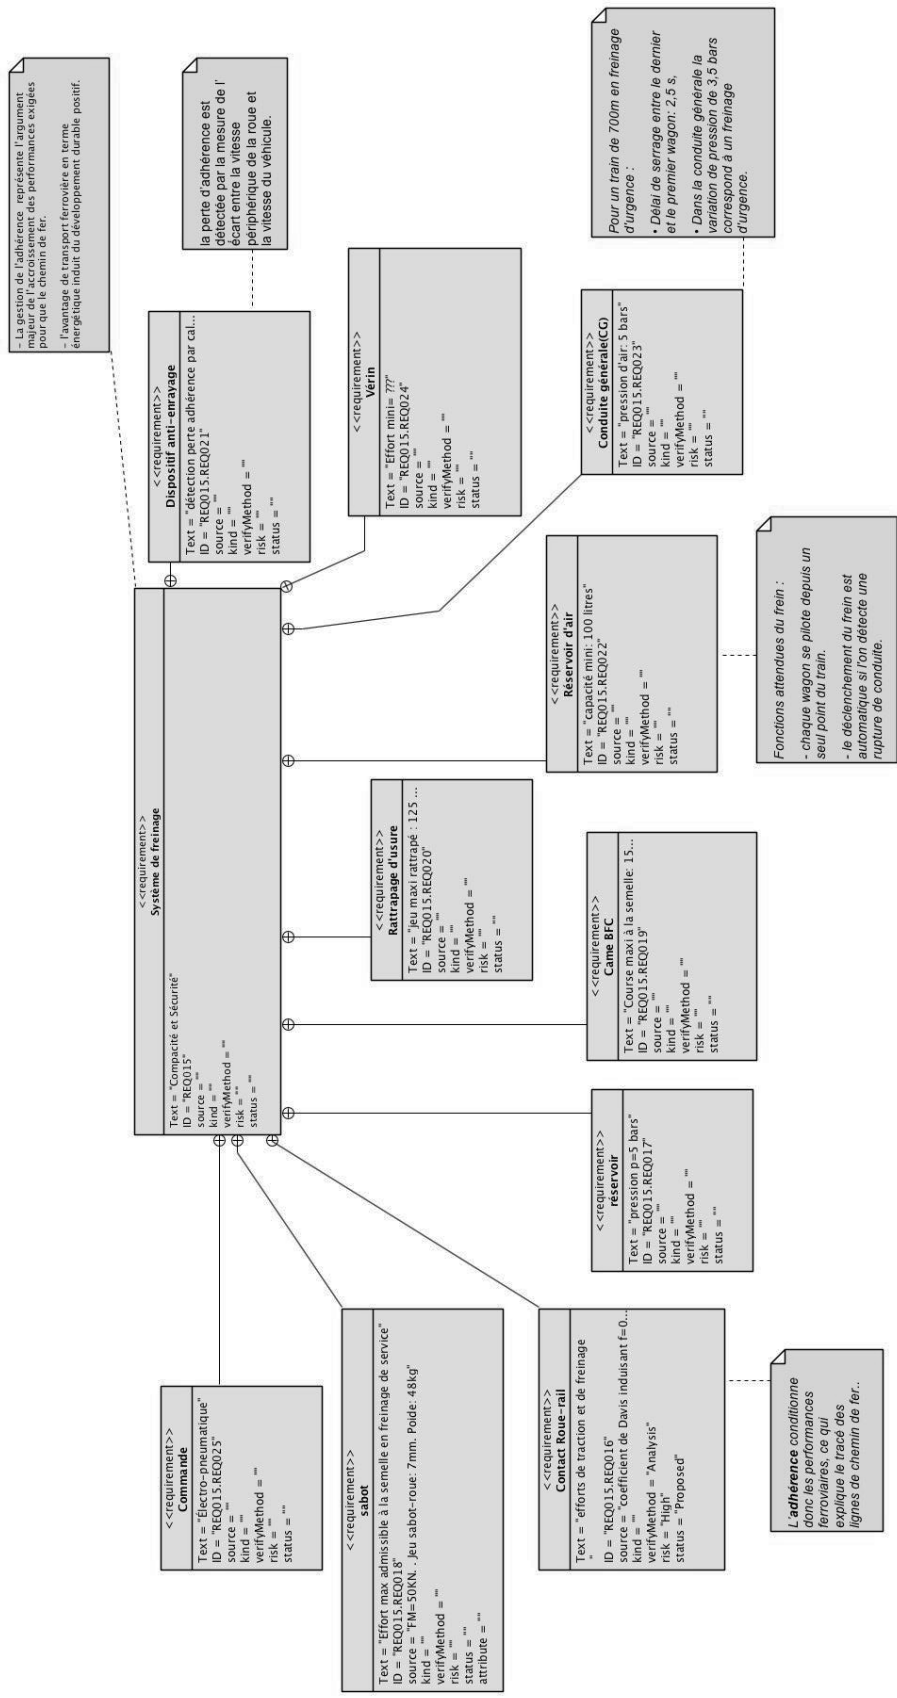 - La gestion de l'adhérence  représente l'argument
majeur de l'accroissement des performances exigées
pour que le chemin de fer.
- l'avantage de transport ferrovière en terme
énergétique induit du développement durable positif.
<<requirement>>
Système de freinage
Text = "Compacité et Sécurité"
ID = "REQ015"
source = ""
kind = ""
verifyMethod = ""
risk = ""
status = ""
<<requirement>>
Commande
Text = "Électro-pneumatique"
ID = "REQ015.REQ025"
source = ""
kind = ""
verifyMethod = ""
risk = ""
status = ""
<<requirement>>
sabot
Text = "Effort max admissible à la semelle en freinage de service"
ID = "REQ015.REQ018"
source = "FM=50KN. . Jeu sabot-roue: 7mm. Poide: 48kg"
kind = ""
verifyMethod = ""
risk = ""
status = ""
attribute = ""
<<requirement>>
Contact Roue-rail
Text = "efforts de traction et de freinage
"
ID = "REQ015.REQ016"
source = "coefficient de Davis induisant f=0...
kind = ""
verifyMethod = "Analysis"
risk = "High"
status = "Proposed"
L'adhérence conditionne
donc les performances
ferroviaires, ce qui
explique le tracé des
lignes de chemin de fer..
<<requirement>>
réservoir
Text = "pression p=5 bars"
ID = "REQ015.REQ017"
source = ""
kind = ""
verifyMethod = ""
risk = ""
status = ""
<<requirement>>
Came BFC
Text = "Course maxi à la semelle: 15...
ID = "REQ015.REQ019"
source = ""
kind = ""
verifyMethod = ""
risk = ""
status = ""
<<requirement>>
Rattrapage d'usure
Text = "jeu maxi rattrapé : 125 ...
ID = "REQ015.REQ020"
source = ""
kind = ""
verifyMethod = ""
risk = ""
status = ""
<<requirement>>
Réservoir d'air
Text = "capacité mini: 100 litres"
ID = "REQ015.REQ022"
source = ""
kind = ""
verifyMethod = ""
risk = ""
status = ""
Fonctions attendues du frein :
- chaque wagon se pilote depuis un
seul point du train.
- le déclenchement du frein est
automatique si l'on détecte une
rupture de conduite.
<<requirement>>
Dispositif anti-enrayage
Text = "détection perte adhérence par cal...
ID = "REQ015.REQ021"
source = ""
kind = ""
verifyMethod = ""
risk = ""
status = ""
la perte d'adhérence est
détectée par la mesure de l'
écart entre la vitesse
périphérique de la roue et
la vitesse du véhicule.
<<requirement>>
Vérin
Text = "Effort mini= ???"
ID = "REQ015.REQ024"
source = ""
kind = ""
verifyMethod = ""
risk = ""
status = ""
<<requirement>>
Conduite générale(CG)
Text = "pression d'air: 5 bars"
ID = "REQ015.REQ023"
source = ""
kind = ""
verifyMethod = ""
risk = ""
status = ""
Pour un train de 700m en freinage
d'urgence :
• Délai de serrage entre le dernier
et le premier wagon: 2,5 s,
• Dans la conduite générale la
variation de pression de 3,5 bars
correspond à un freinage
d'urgence.